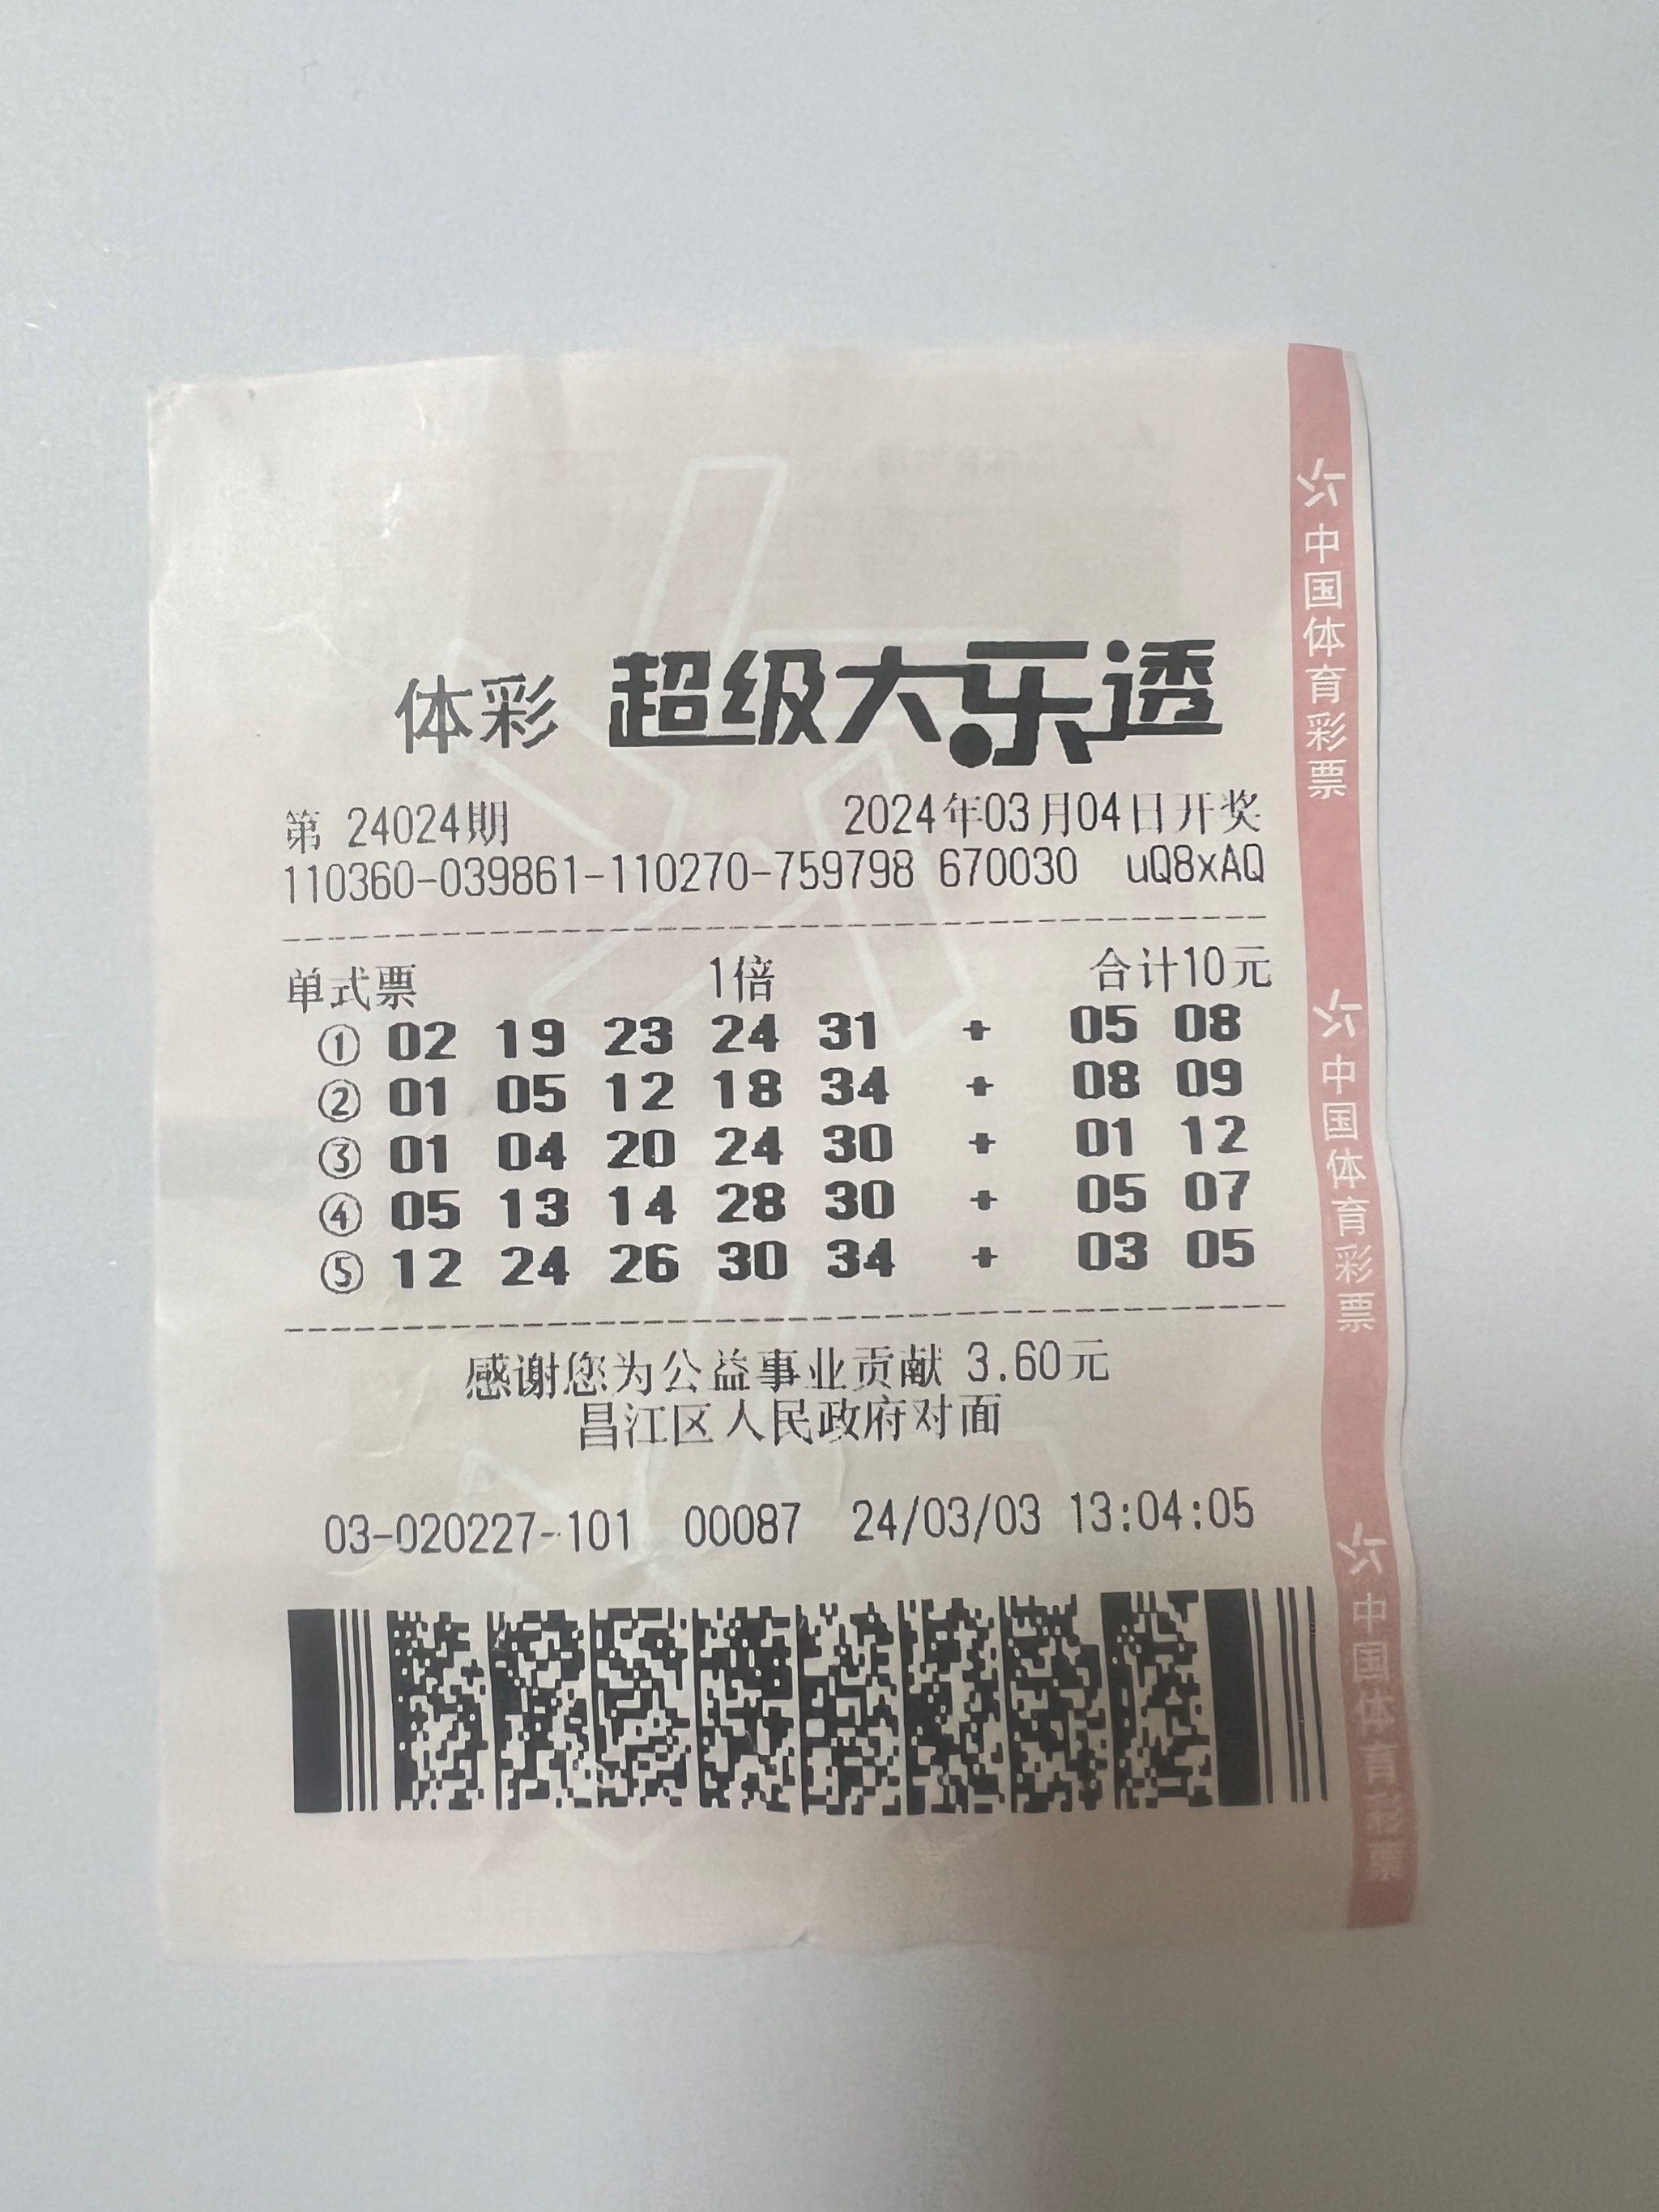 体彩 超级大乐透
第 24024期 2024年03月04日开奖
110360-039861-110270-759798 670030 uQ8xAQ
单式票 1倍 合计10元
① 02 19 23 24 31 + 05 08
② 01 05 12 18 34 + 08 09
③ 01 04 20 24 30 + 01 12
④ 05 13 14 28 30 + 05 07
⑤ 12 24 26 30 34 + 03 05
感谢您为公益事业贡献 3.60元
昌江区人民政府对面
03-020227-101 00087 24/03/03 13:04:05
中国体育彩票
中国体育彩票
中国体育彩票